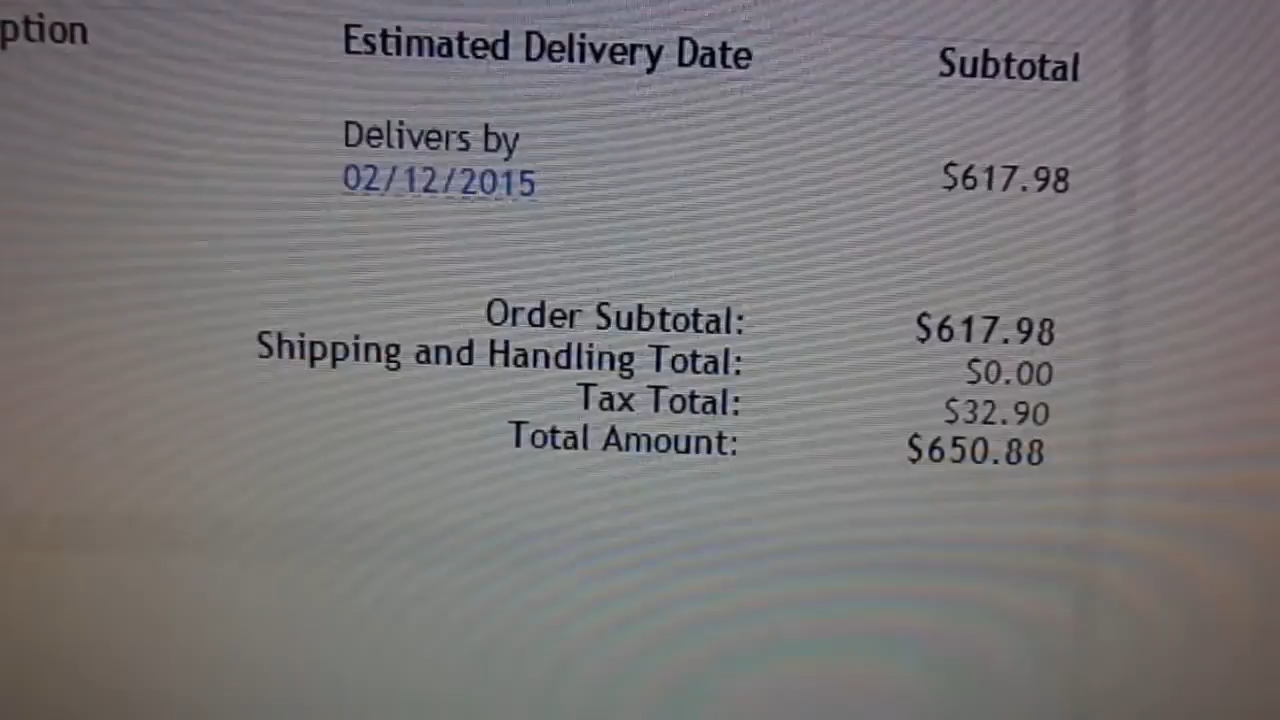 ption Estimated Delivery Date Subtotal
Delivers by
02/12/2015 $617.98
Order Subtotal: $617.98
Shipping and Handling Total: $0.00
Tax Total: $32.90
Total Amount: $650.88